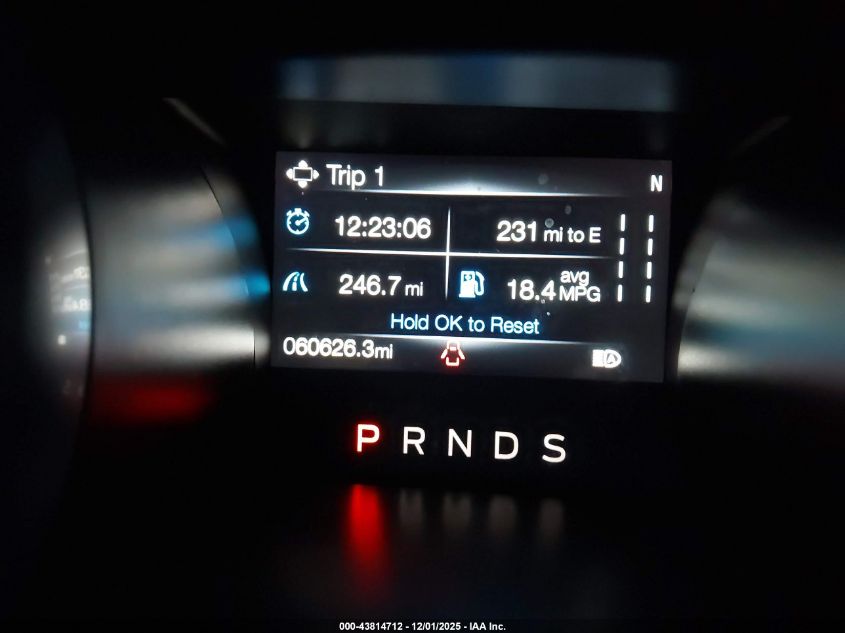 Trip 1
N
12:23:06
231 mi to E
246.7 mi
18.4 avg MPG
Hold OK to Reset
060626.3mi
P R N D S
000-43814712 - 12/01/2025 - IAA Inc.